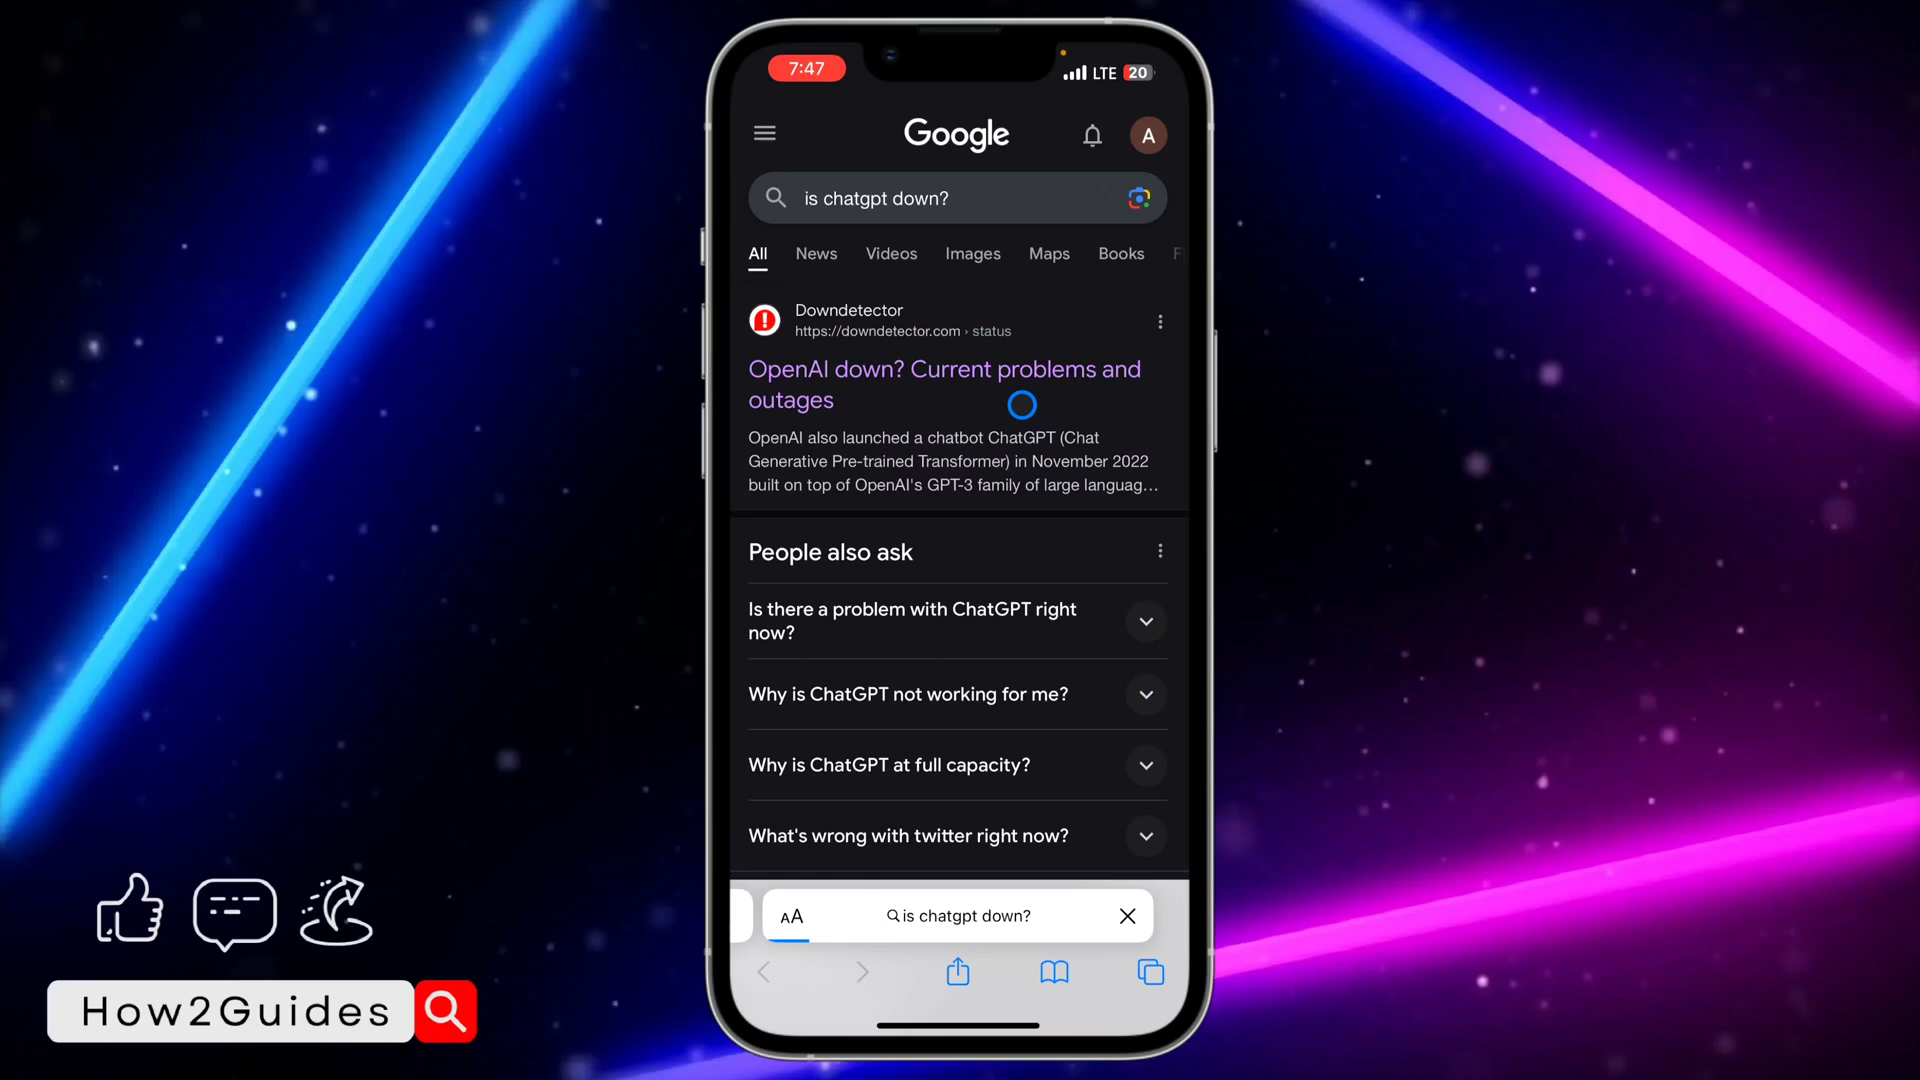 7:47
LTE 20
Google
A
is chatgpt down?
All News Videos Images Maps Books F
Downdetector
https://downdetector.com › status
OpenAI down? Current problems and
outages
OpenAI also launched a chatbot ChatGPT (Chat
Generative Pre-trained Transformer) in November 2022
built on top of OpenAI's GPT-3 family of large languag...
People also ask
Is there a problem with ChatGPT right
now?
Why is ChatGPT not working for me?
Why is ChatGPT at full capacity?
What's wrong with twitter right now?
AA is chatgpt down?
How2Guides